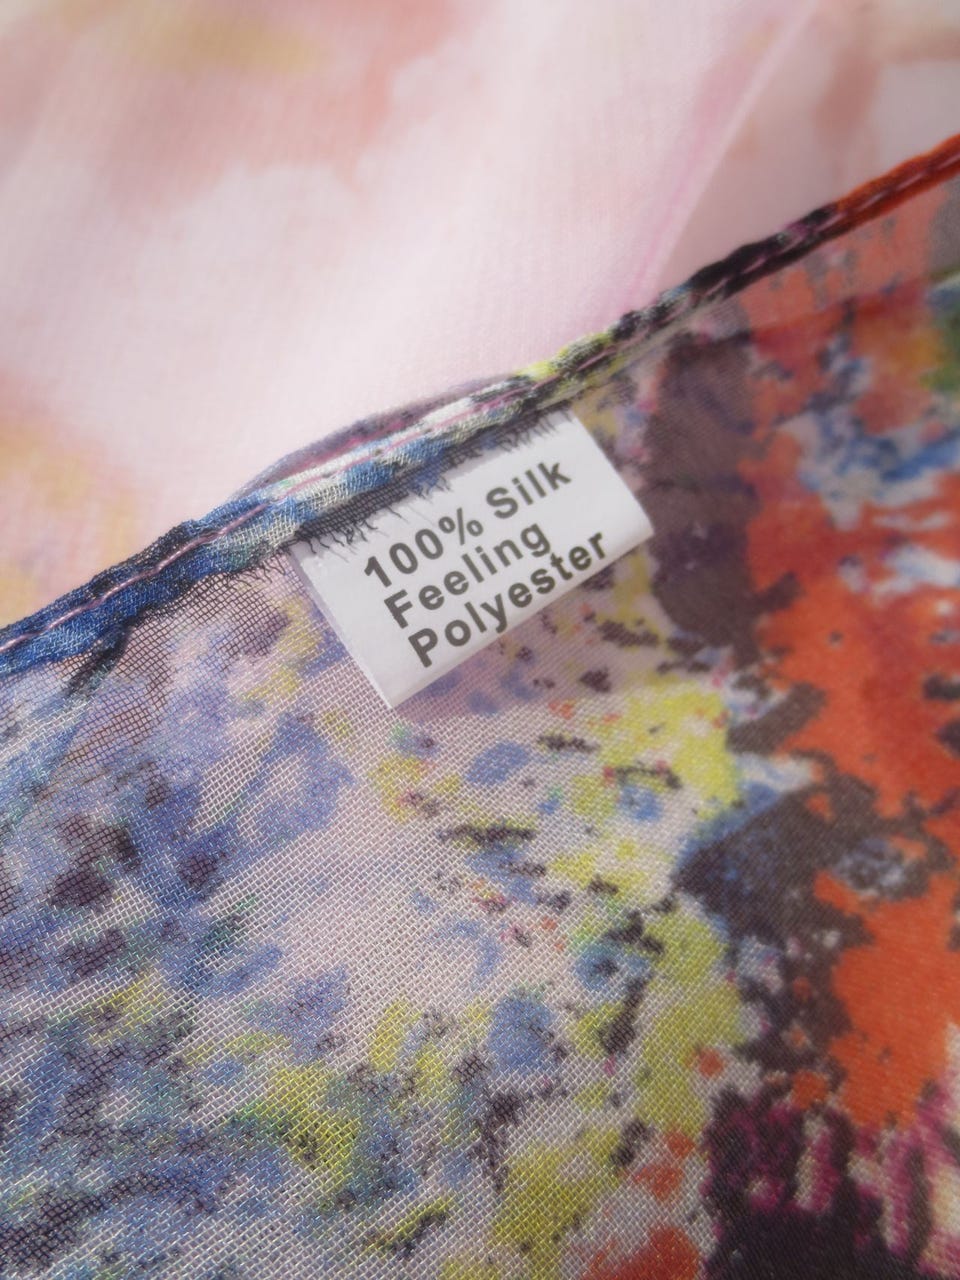 100% Silk
Feeling
Polyester